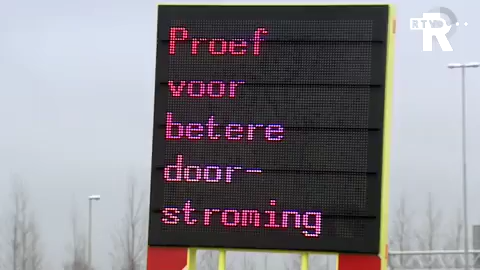 Proef
voor
betere
door-
stroming
RTV
R